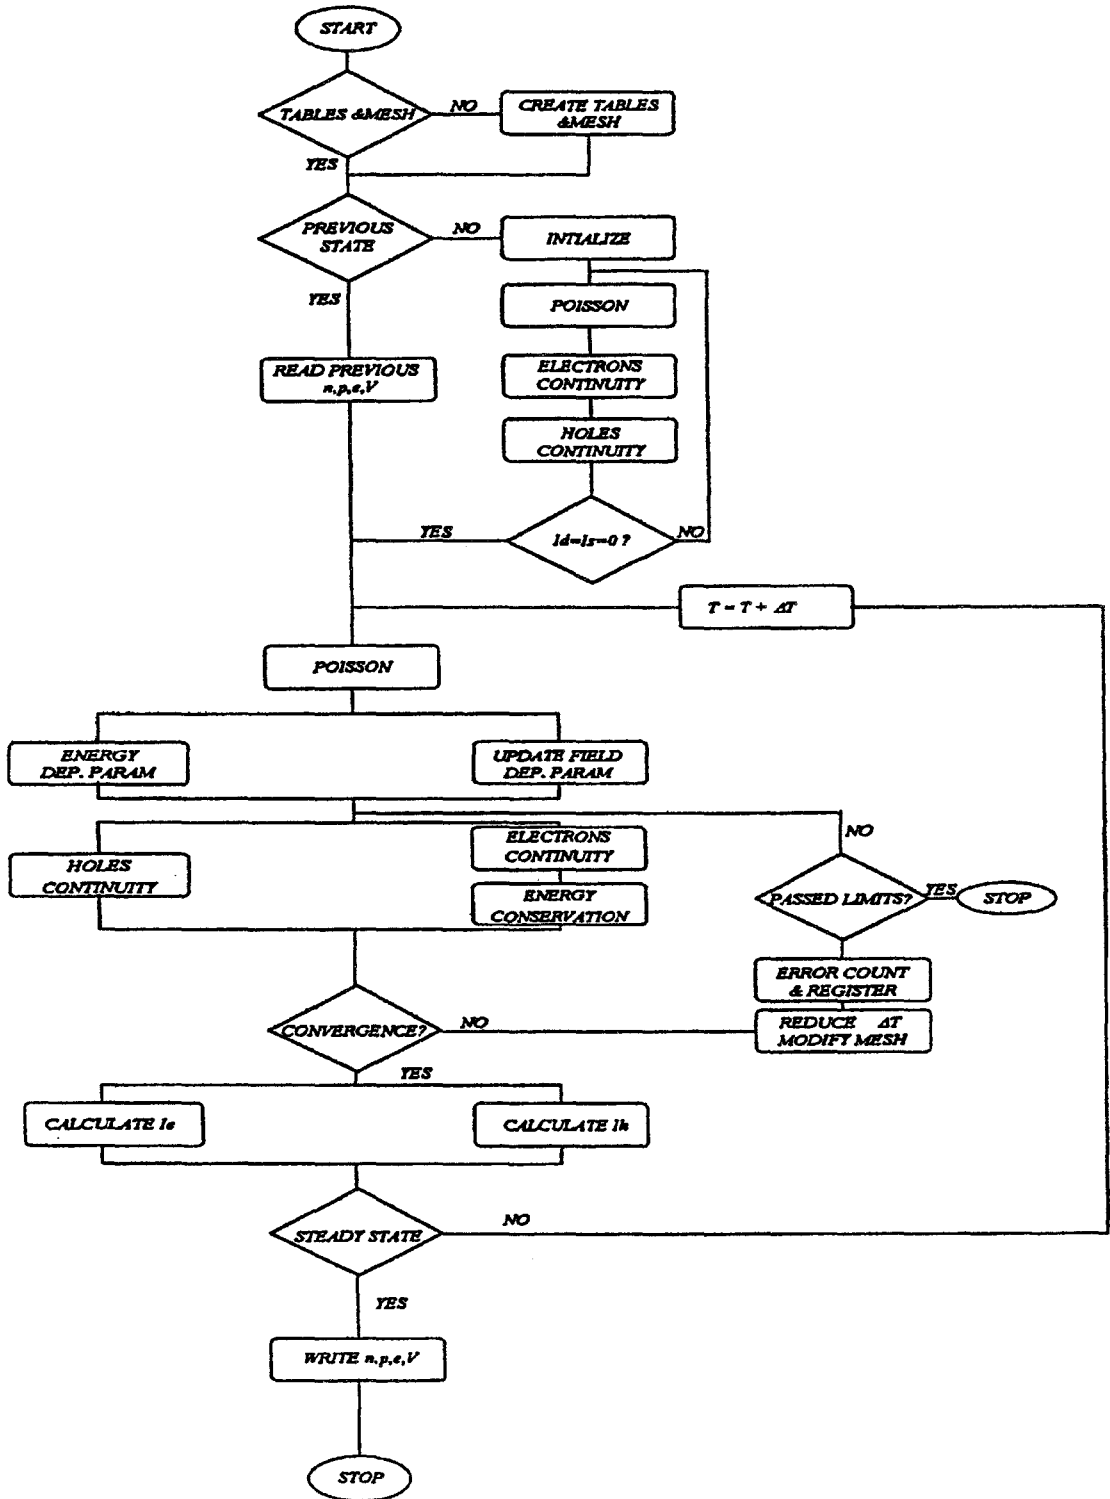 START
TABLES &MESH
NO
CREATE TABLES
&MESH
YES
PREVIOUS
STATE
NO
INTIALIZE
YES
POISSON
READ PREVIOUS
n,p,e,V
ELECTRONS
CONTINUITY
HOLES
CONTINUITY
YES
Id=Is=0 ?
NO
T = T + ΔT
POISSON
ENERGY
DEP. PARAM
UPDATE FIELD
DEP. PARAM
NO
HOLES
CONTINUITY
ELECTRONS
CONTINUITY
ENERGY
CONSERVATION
PASSED LIMITS?
YES
STOP
ERROR COUNT
& REGISTER
REDUCE ΔT
MODIFY MESH
CONVERGENCE?
NO
YES
CALCULATE Ie
CALCULATE Ih
STEADY STATE
NO
YES
WRITE n,p,e,V
STOP